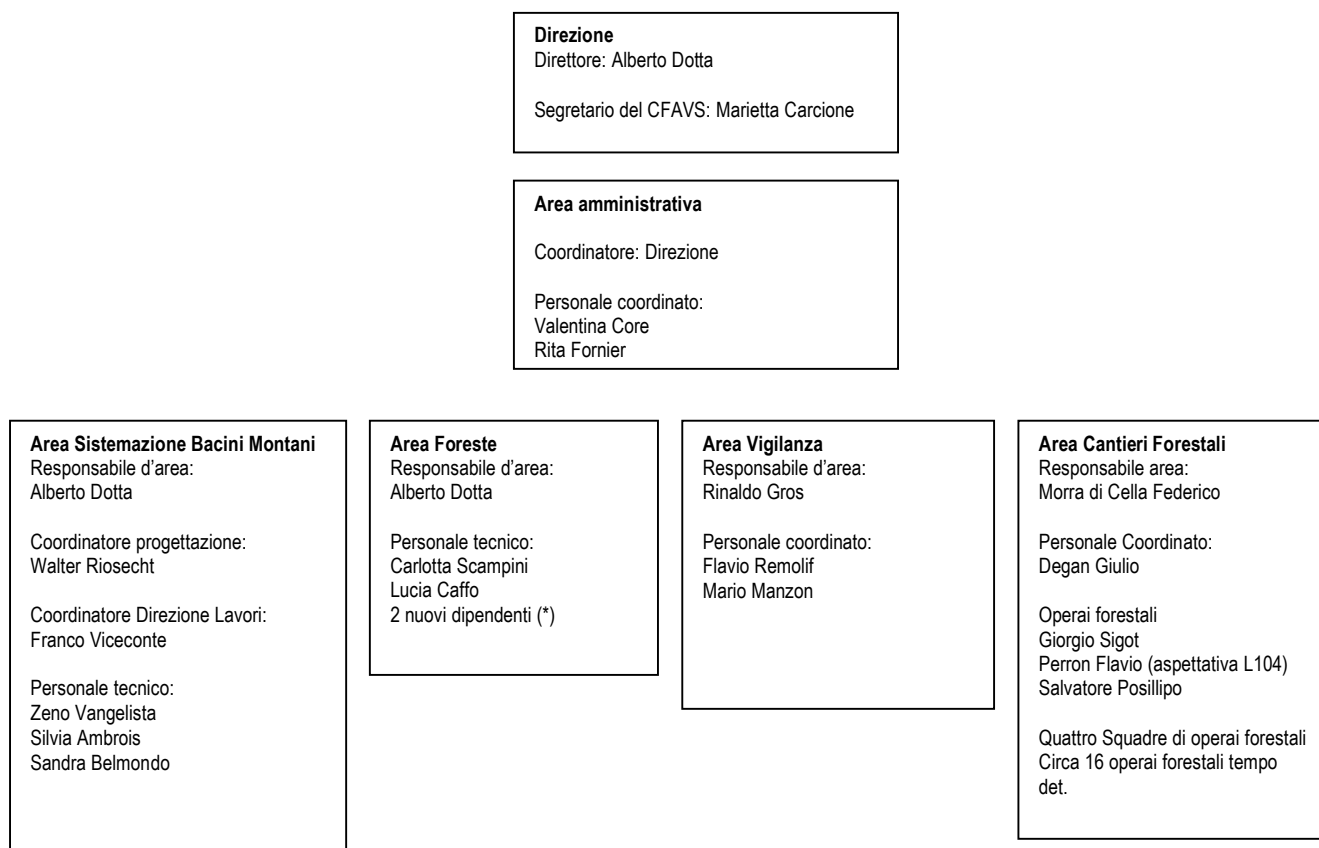 Direzione
Direttore: Alberto Dotta
Segretario del CFAVS: Marietta Carcione
Area amministrativa
Coordinatore: Direzione
Personale coordinato:
Valentina Core
Rita Fornier
Area Sistemazione Bacini Montani
Responsabile d'area:
Alberto Dotta
Coordinatore progettazione:
Walter Riosecht
Coordinatore Direzione Lavori:
Franco Viceconte
Personale tecnico:
Zeno Vangelista
Silvia Ambrois
Sandra Belmondo
Area Foreste
Responsabile d'area:
Alberto Dotta
Personale tecnico:
Carlotta Scampini
Lucia Caffo
2 nuovi dipendenti (*)
Area Vigilanza
Responsabile d'area:
Rinaldo Gros
Personale coordinato:
Flavio Remolif
Mario Manzon
Area Cantieri Forestali
Responsabile area:
Morra di Cella Federico
Personale Coordinato:
Degan Giulio
Operai forestali
Giorgio Sigot
Perron Flavio (aspettativa L104)
Salvatore Posillipo
Quattro Squadre di operai forestali
Circa 16 operai forestali tempo
det.